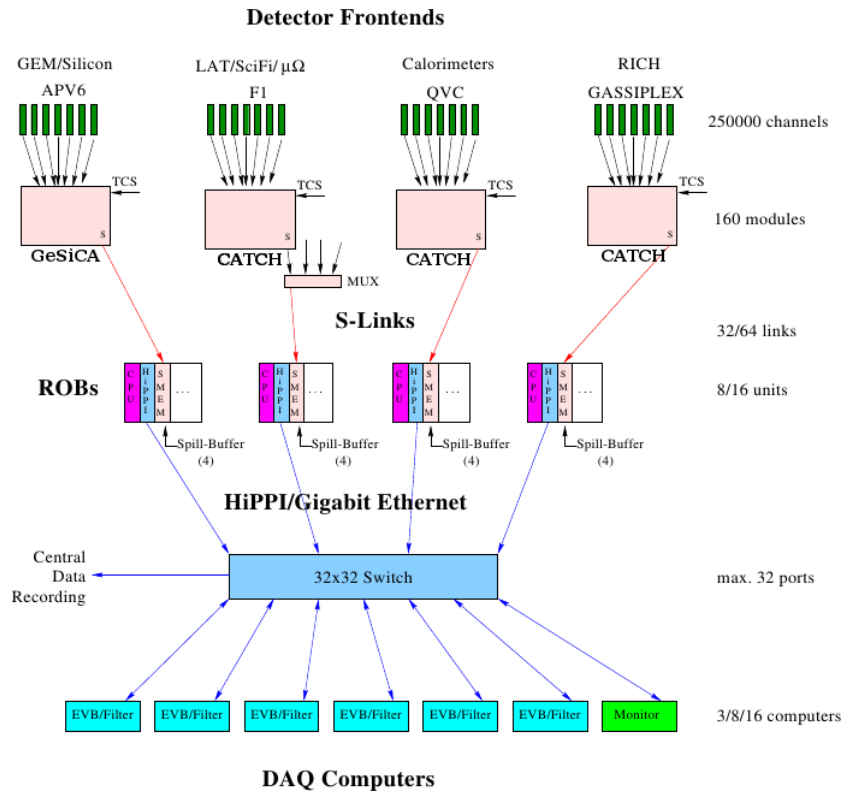 Detector Frontends
GEM/Silicon
LAT/SciFi/ μΩ
Calorimeters
RICH
APV6
F1
QVC
GASSIPLEX
250000 channels
TCS
TCS
TCS
TCS
160 modules
S
S
S
S
GeSiCA
CATCH
CATCH
CATCH
MUX
S-Links
32/64 links
ROBs
CPU
HiPPI
SMEM
...
CPU
HiPPI
SMEM
...
CPU
HiPPI
SMEM
...
CPU
HiPPI
SMEM
...
8/16 units
Spill-Buffer
(4)
Spill-Buffer
(4)
Spill-Buffer
(4)
Spill-Buffer
(4)
HiPPI/Gigabit Ethernet
Central
Data
Recording
32x32 Switch
max. 32 ports
EVB/Filter
EVB/Filter
EVB/Filter
EVB/Filter
EVB/Filter
EVB/Filter
Monitor
3/8/16 computers
DAQ Computers